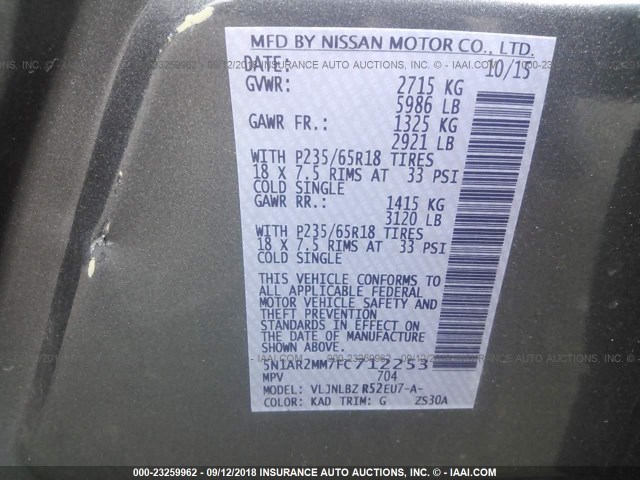 MFD BY NISSAN MOTOR CO., LTD.
DATE: 10/15
GVWR: 2715 KG
5986 LB
GAWR FR.: 1325 KG
2921 LB
WITH P235/65R18 TIRES
18 X 7.5 RIMS AT 33 PSI
COLD SINGLE
GAWR RR.: 1415 KG
3120 LB
WITH P235/65R18 TIRES
18 X 7.5 RIMS AT 33 PSI
COLD SINGLE
THIS VEHICLE CONFORMS TO
ALL APPLICABLE FEDERAL
MOTOR VEHICLE SAFETY AND
THEFT PREVENTION
STANDARDS IN EFFECT ON
THE DATE OF MANUFACTURE
SHOWN ABOVE.
5N1AR2MM7FC712253
MPV 704
MODEL: VLJNLBZ R52EU7-A-
COLOR: KAD TRIM: G ZS30A
000-23259962 - 09/12/2018 - INSURANCE AUTO AUCTIONS, INC. - © - IAAI.COM